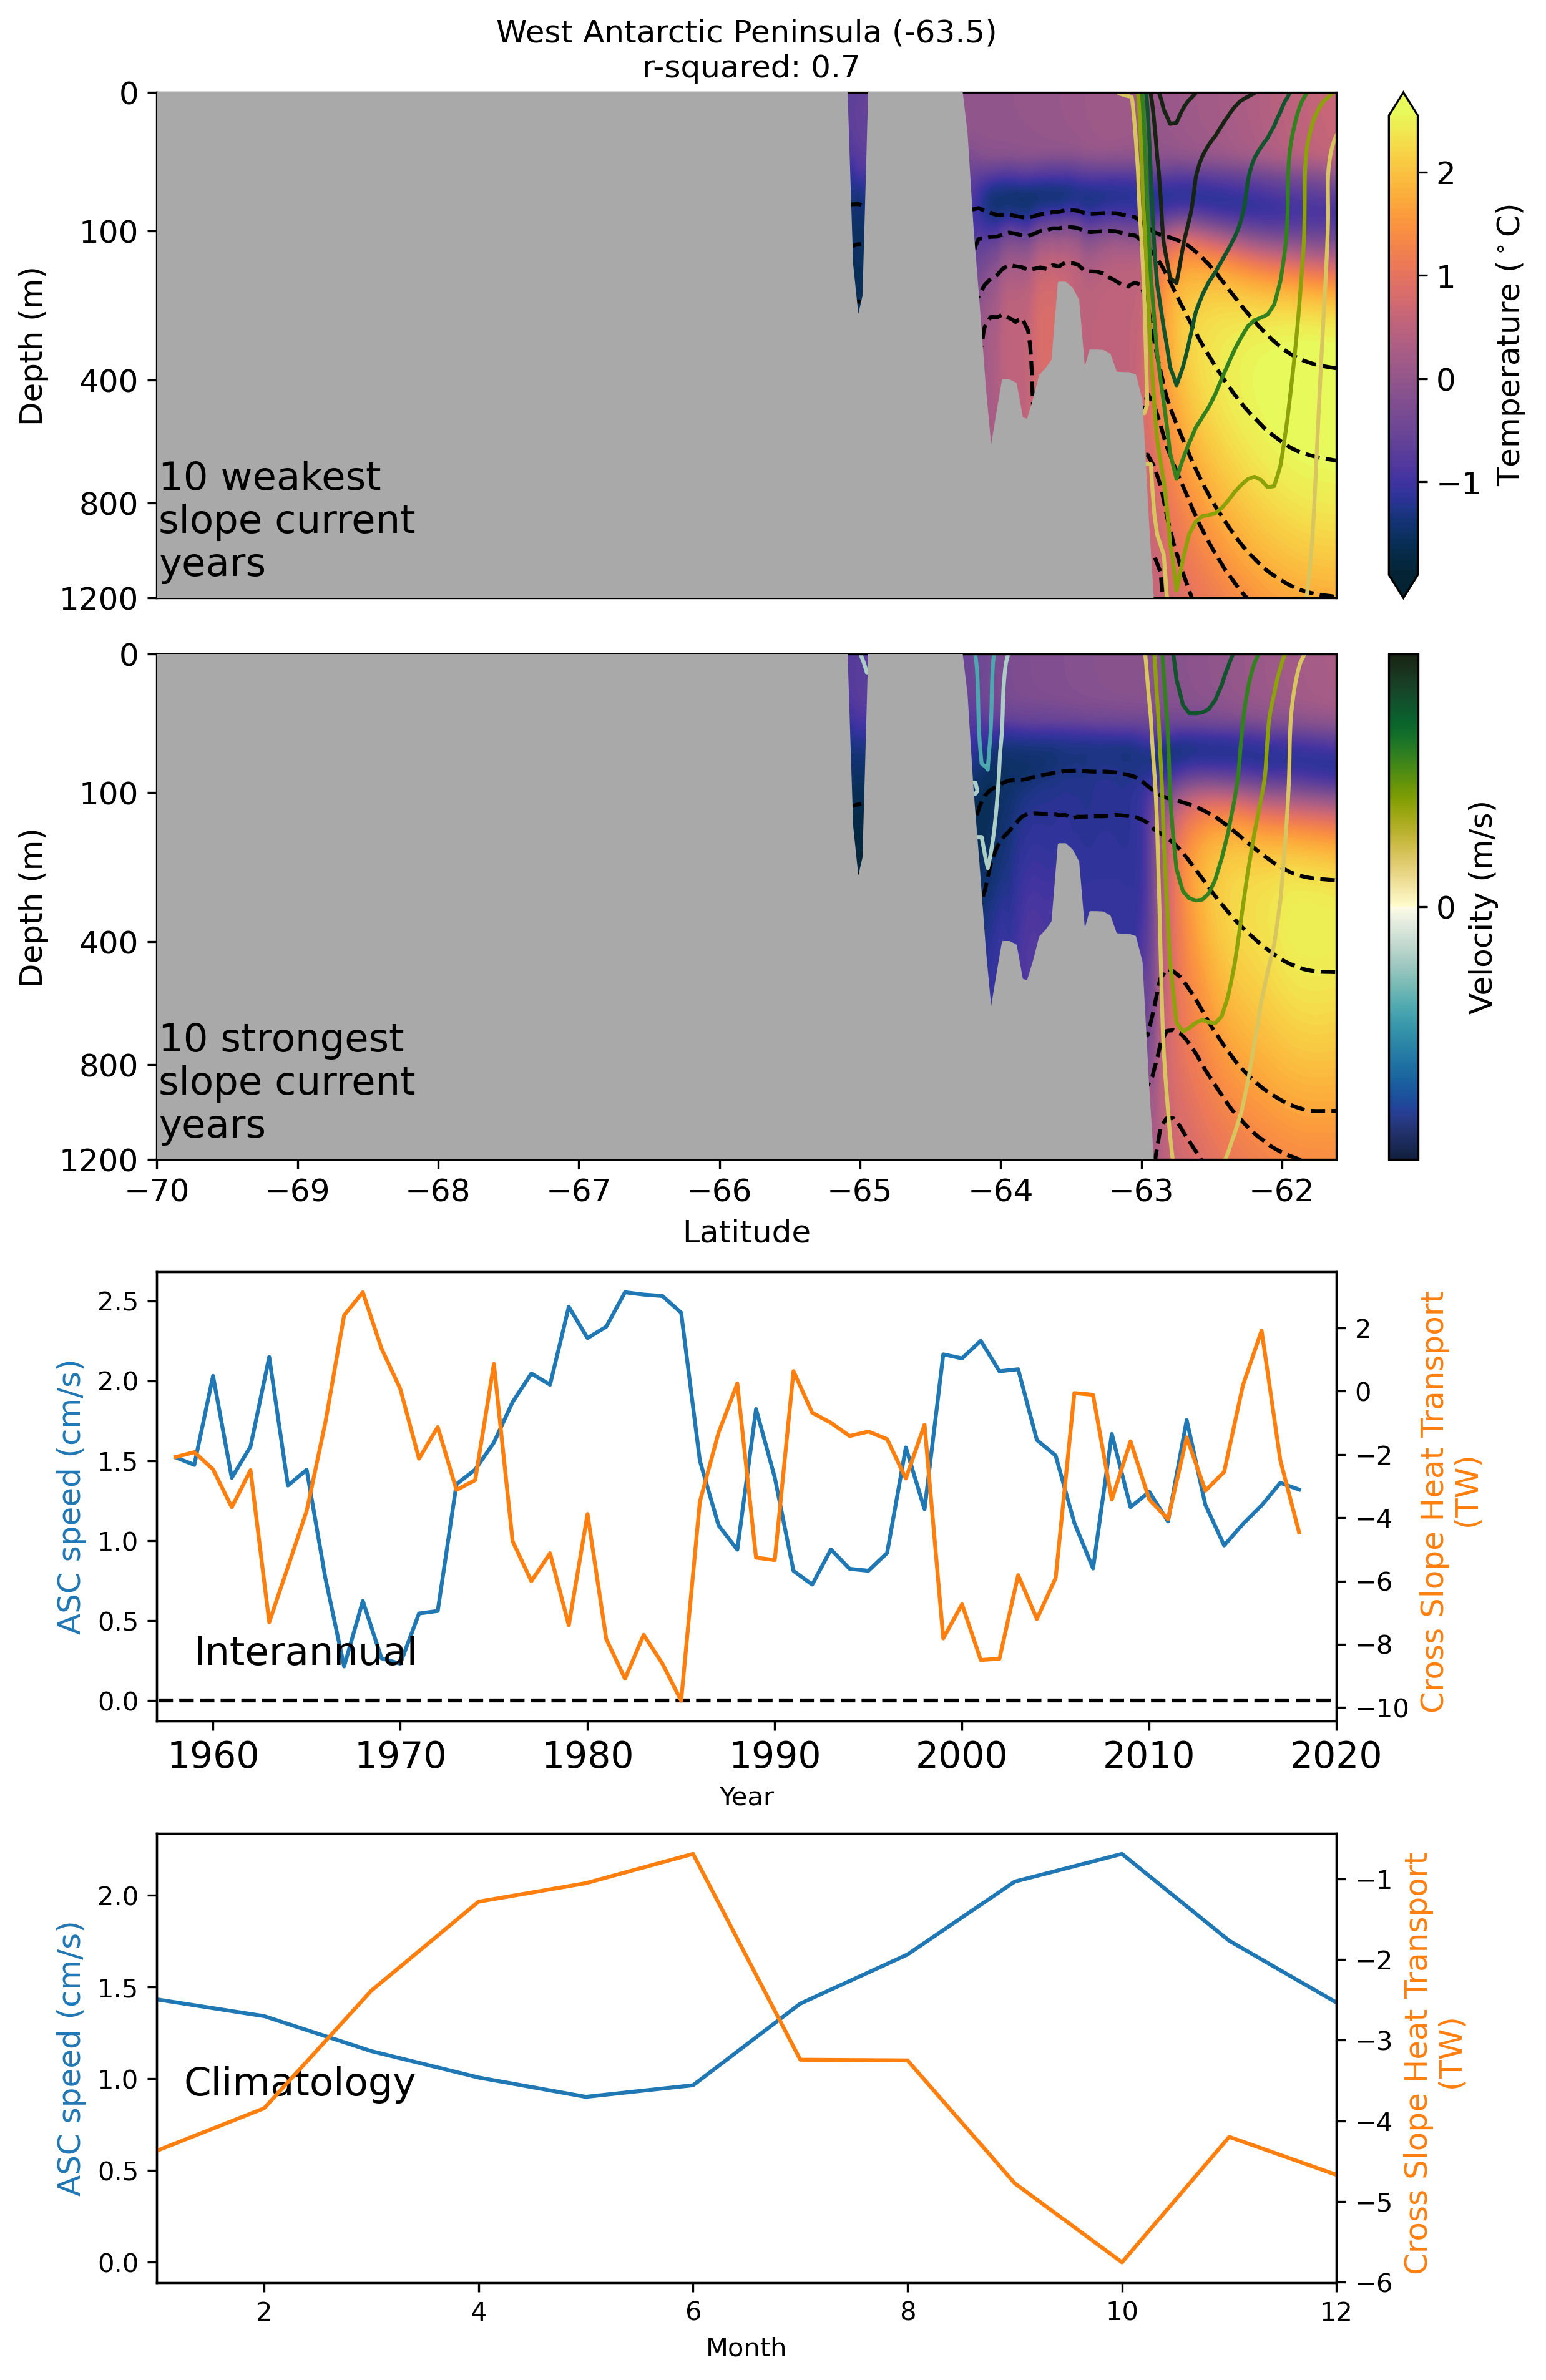 West Antarctic Peninsula (-63.5)
r-squared: 0.7
0
100
400
800
1200
Depth (m)
10 weakest
slope current
years
2
1
0
−1
Temperature (°C)
0
100
400
800
1200
Depth (m)
10 strongest
slope current
years
0
Velocity (m/s)
−70
−69
−68
−67
−66
−65
−64
−63
−62
Latitude
2.5
2.0
1.5
1.0
0.5
0.0
ASC speed (cm/s)
Interannual
2
0
−2
−4
−6
−8
−10
Cross Slope Heat Transport
(TW)
1960
1970
1980
1990
2000
2010
2020
Year
2.0
1.5
1.0
0.5
0.0
ASC speed (cm/s)
Climatology
−1
−2
−3
−4
−5
−6
Cross Slope Heat Transport
(TW)
2
4
6
8
10
12
Month